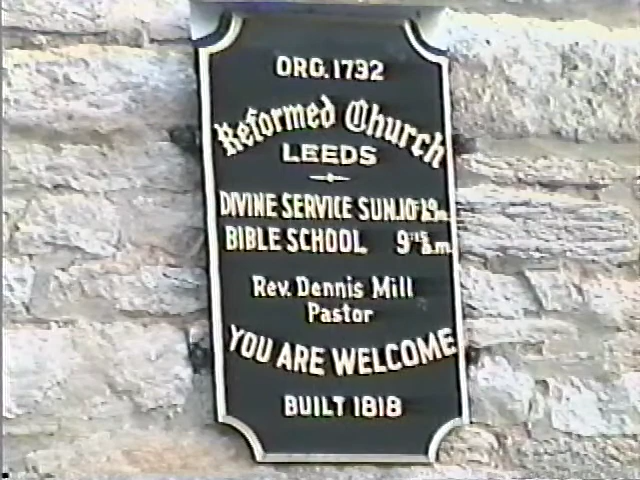 ORG. 1732
Reformed Church
LEEDS
DIVINE SERVICE SUN. 10
BIBLE SCHOOL 9:15 a.m.
Rev. Dennis Mill
Pastor
YOU ARE WELCOME
BUILT 1818